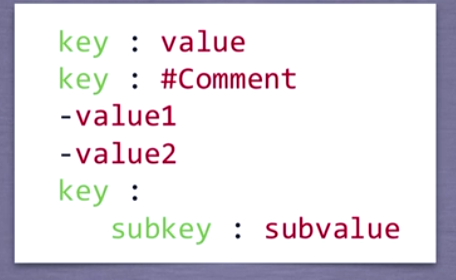 key : value
key : #Comment
-value1
-value2
key :
subkey : subvalue